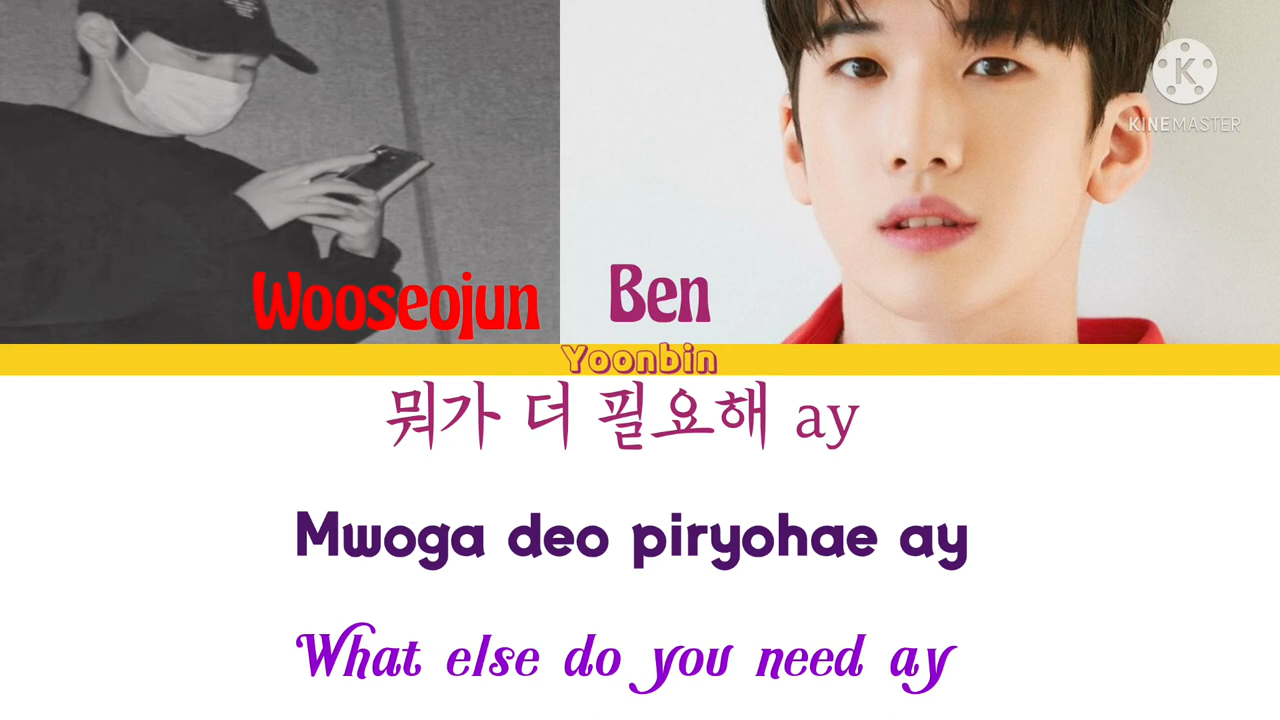 KINEMASTER
Wooseojun
Ben
Yoonbin
뭐가 더 필요해 ay
Mwoga deo piryohae ay
What else do you need ay